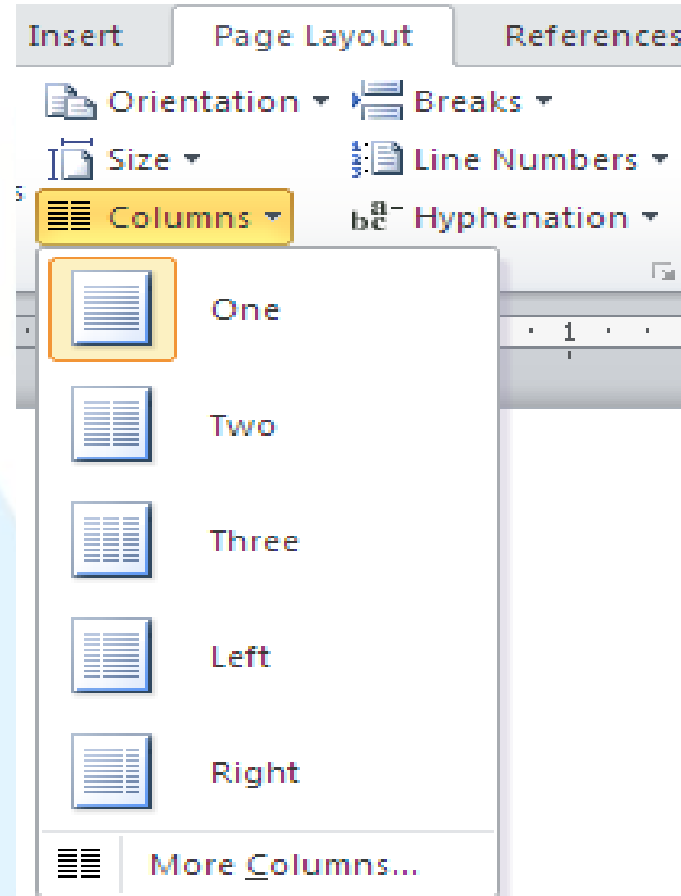 Insert Page Layout References
Orientation Breaks
Size Line Numbers
Columns Hyphenation
One
1
Two
Three
Left
Right
More Columns...